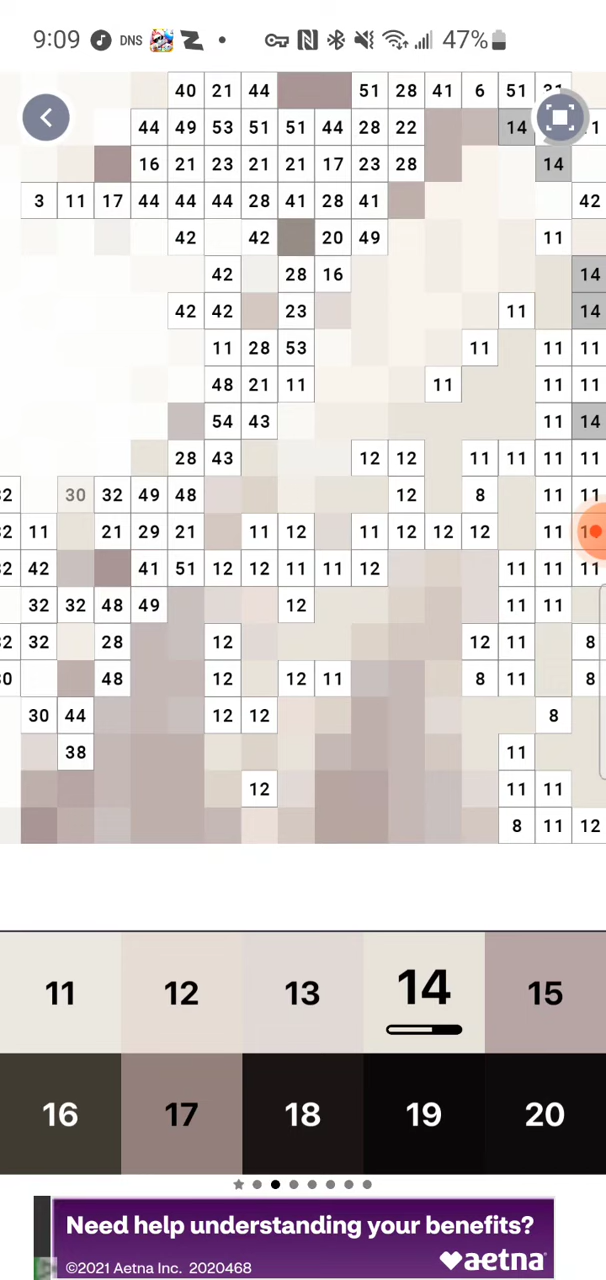 9:09 DNS 47%
40 21 44 51 28 41 6 51
44 49 53 51 51 44 28 22 14
16 21 23 21 21 17 23 28 14
3 11 17 44 44 44 28 41 28 41 42
42 42 20 49 11
42 28 16 14
42 42 23 11 14
11 28 53 11 11 11
48 21 11 11 11 11
54 43 11 14
28 43 12 12 11 11 11 11
30 32 49 48 12 8 11 11
11 21 29 21 11 12 11 12 12 12 11
42 41 51 12 12 11 11 12 11 11 11
32 32 48 49 12 11 11
32 28 12 12 11 8
48 12 12 11 8 11 8
30 44 12 12 8
38 11
12 11 11
8 11 12
11 12 13 14 15
16 17 18 19 20
Need help understanding your benefits?
©2021 Aetna Inc. 2020468 aetna